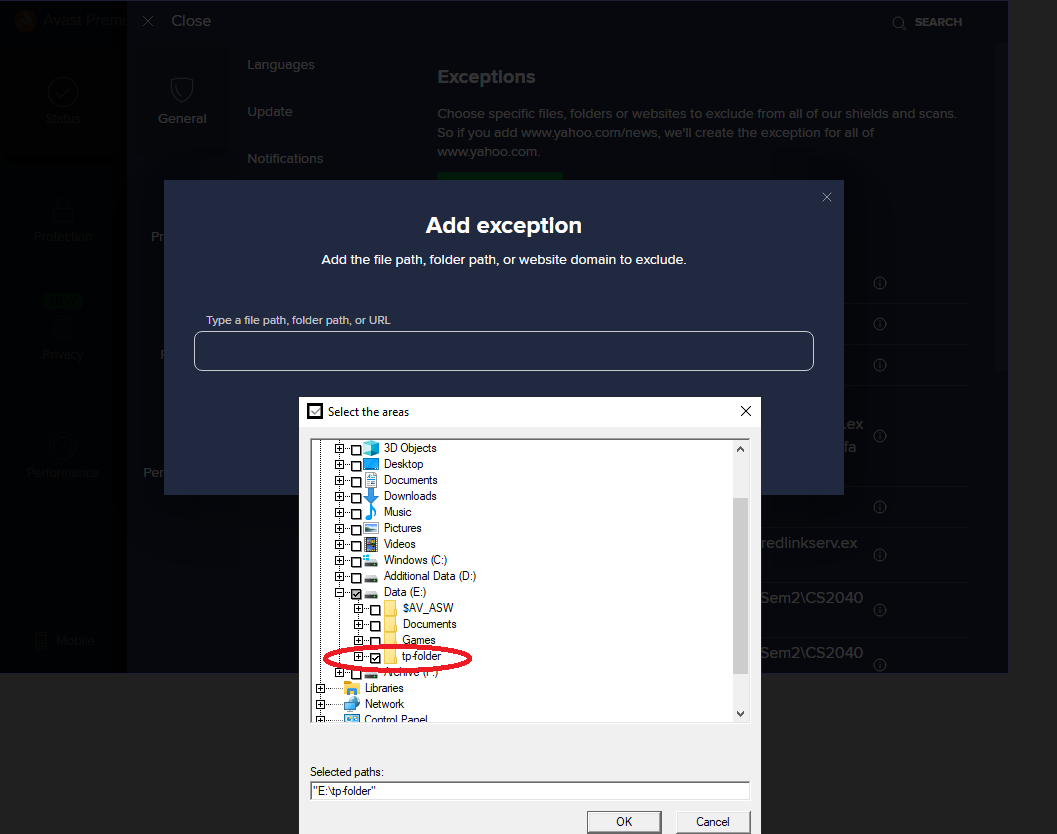 Avast Premi
Close
SEARCH
Languages
Exceptions
Status
General
Update
Choose specific files, folders or websites to exclude from all of our shields and scans.
So if you add www.yahoo.com/news, we'll create the exception for all of
www.yahoo.com.
Notifications
Add exception
Protection
Pr
Add the file path, folder path, or website domain to exclude.
Type a file path, folder path, or URL
Privacy
P
Select the areas
.ex
fa
3D Objects
Desktop
Documents
Performance
Per
Downloads
Music
Pictures
Videos
redlinkserv.ex
Windows (C:)
Additional Data (D:)
Data (E:)
Sem2\CS2040
$AV_ASW
Documents
Games
Mobile
tp-folder
Sem2\CS2040
Archive (F:)
Libraries
Network
Control Panel
Selected paths:
"E:\tp-folder"
OK
Cancel